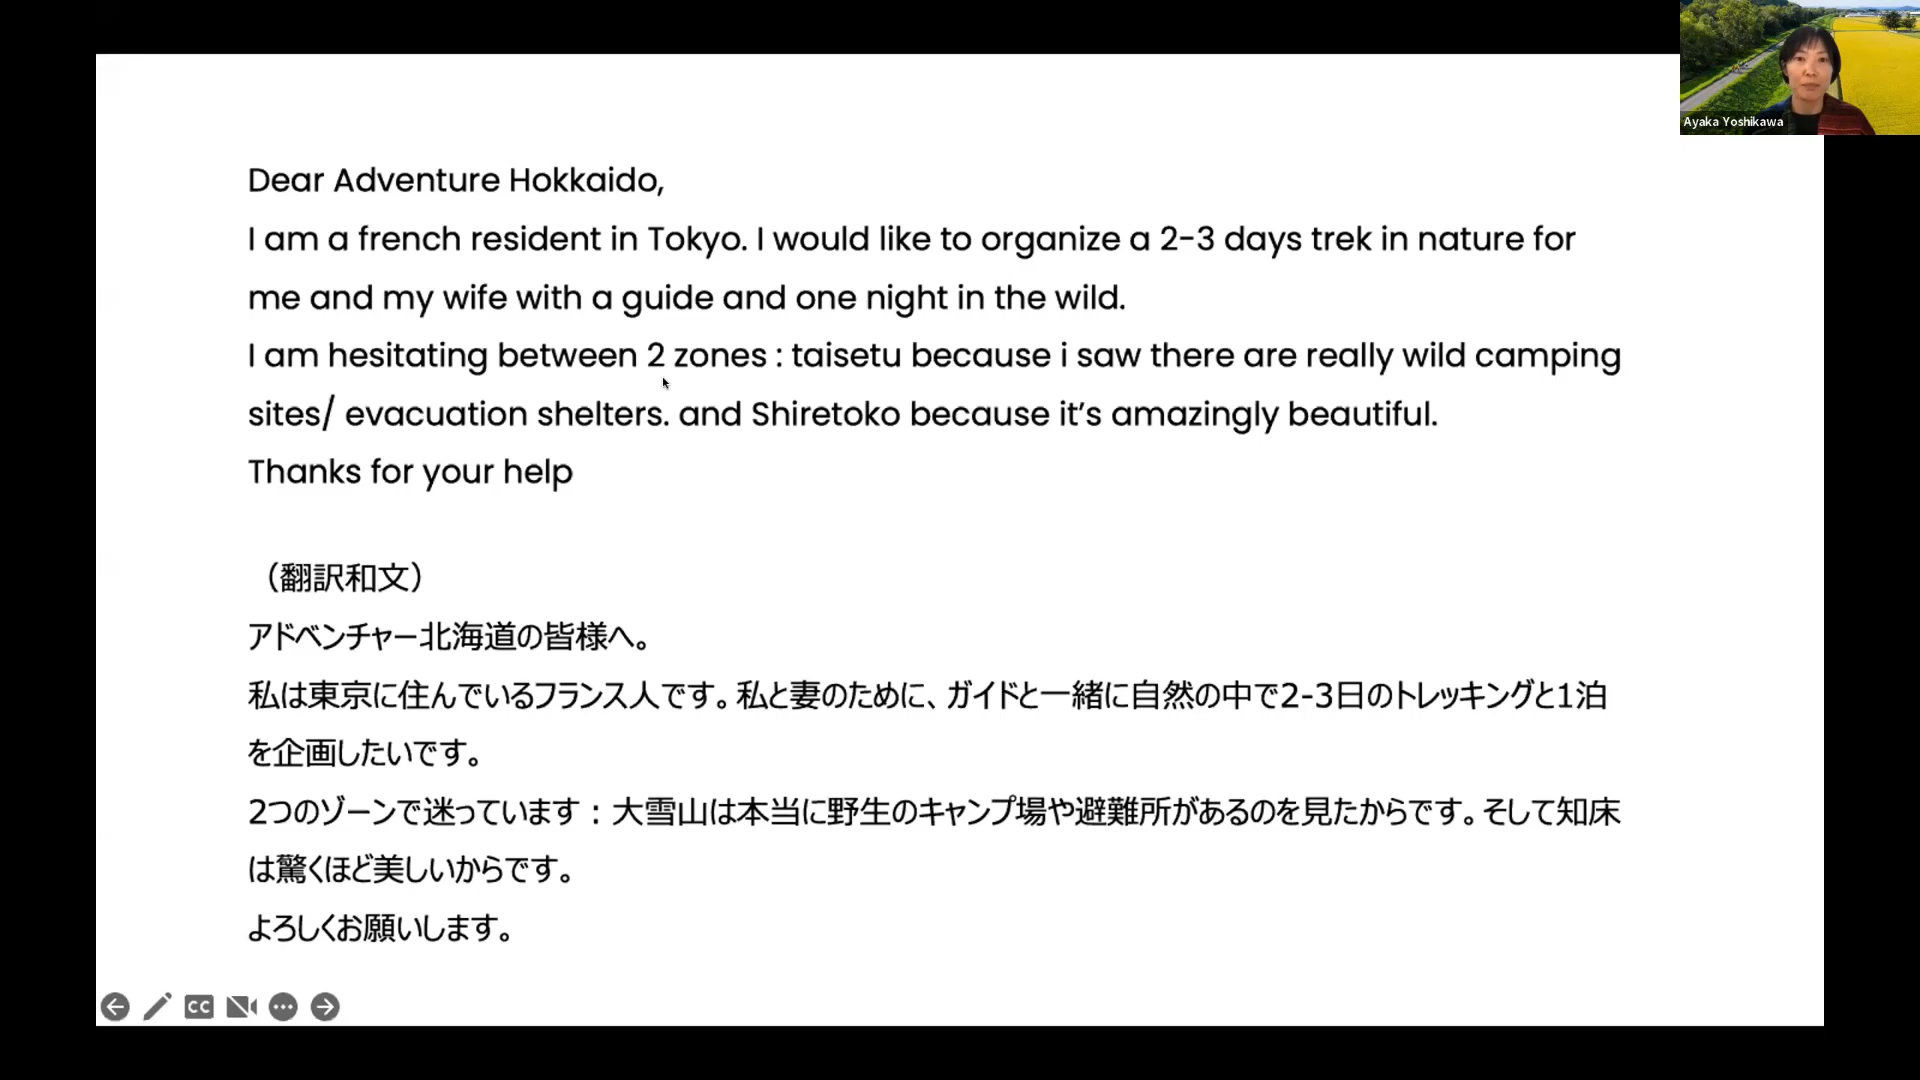 Ayaka Yoshikawa
Dear Adventure Hokkaido,
I am a french resident in Tokyo. I would like to organize a 2-3 days trek in nature for
me and my wife with a guide and one night in the wild.
I am hesitating between 2 zones : taisetu because i saw there are really wild camping
sites/ evacuation shelters. and Shiretoko because it’s amazingly beautiful.
Thanks for your help
（翻訳和文）
アドベンチャー北海道の皆様へ。
私は東京に住んでいるフランス人です。私と妻のために、ガイドと一緒に自然の中で2-3日のトレッキングと1泊
を企画したいです。
2つのゾーンで迷っています：大雪山は本当に野生のキャンプ場や避難所があるのを見たからです。そして知床
は驚くほど美しいからです。
よろしくお願いします。
CC